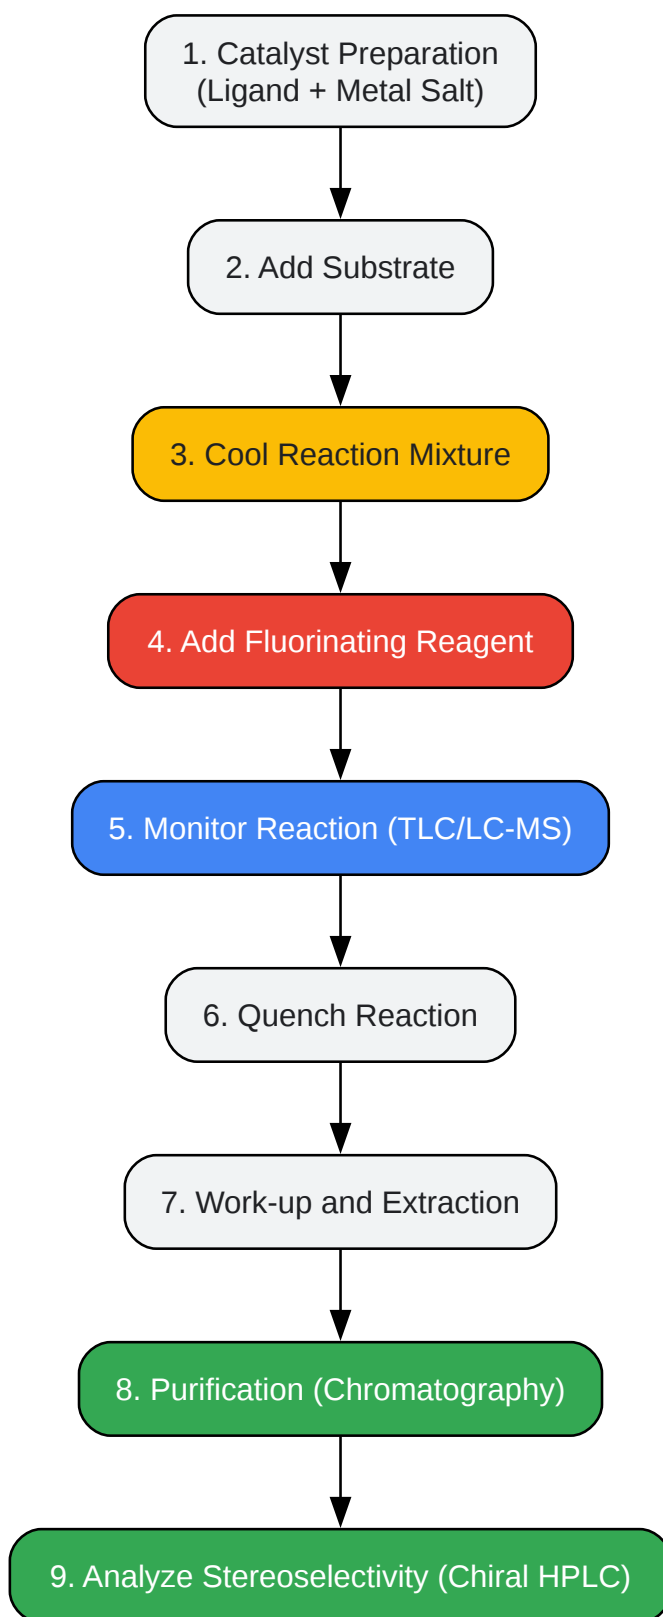 1. Catalyst Preparation
(Ligand + Metal Salt)
2. Add Substrate
3. Cool Reaction Mixture
4. Add Fluorinating Reagent
5. Monitor Reaction (TLC/LC-MS)
6. Quench Reaction
7. Work-up and Extraction
8. Purification (Chromatography)
9. Analyze Stereoselectivity (Chiral HPLC)